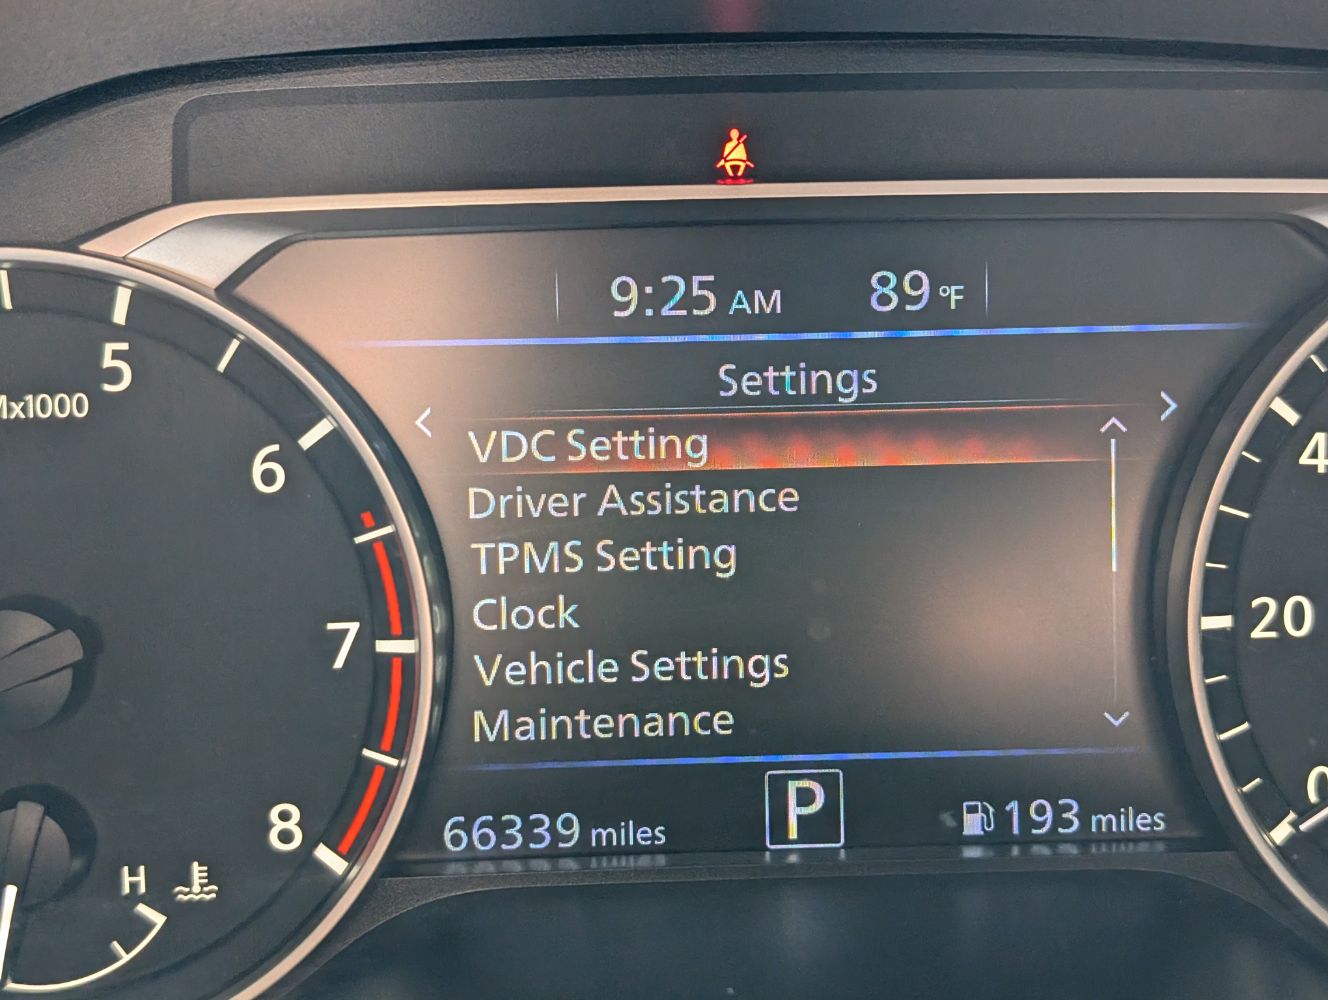 9:25 AM 89 °F
Settings
VDC Setting
Driver Assistance
TPMS Setting
Clock
Vehicle Settings
Maintenance
66339 miles P 193 miles
5
x1000
6
7
8
H
4
20
0